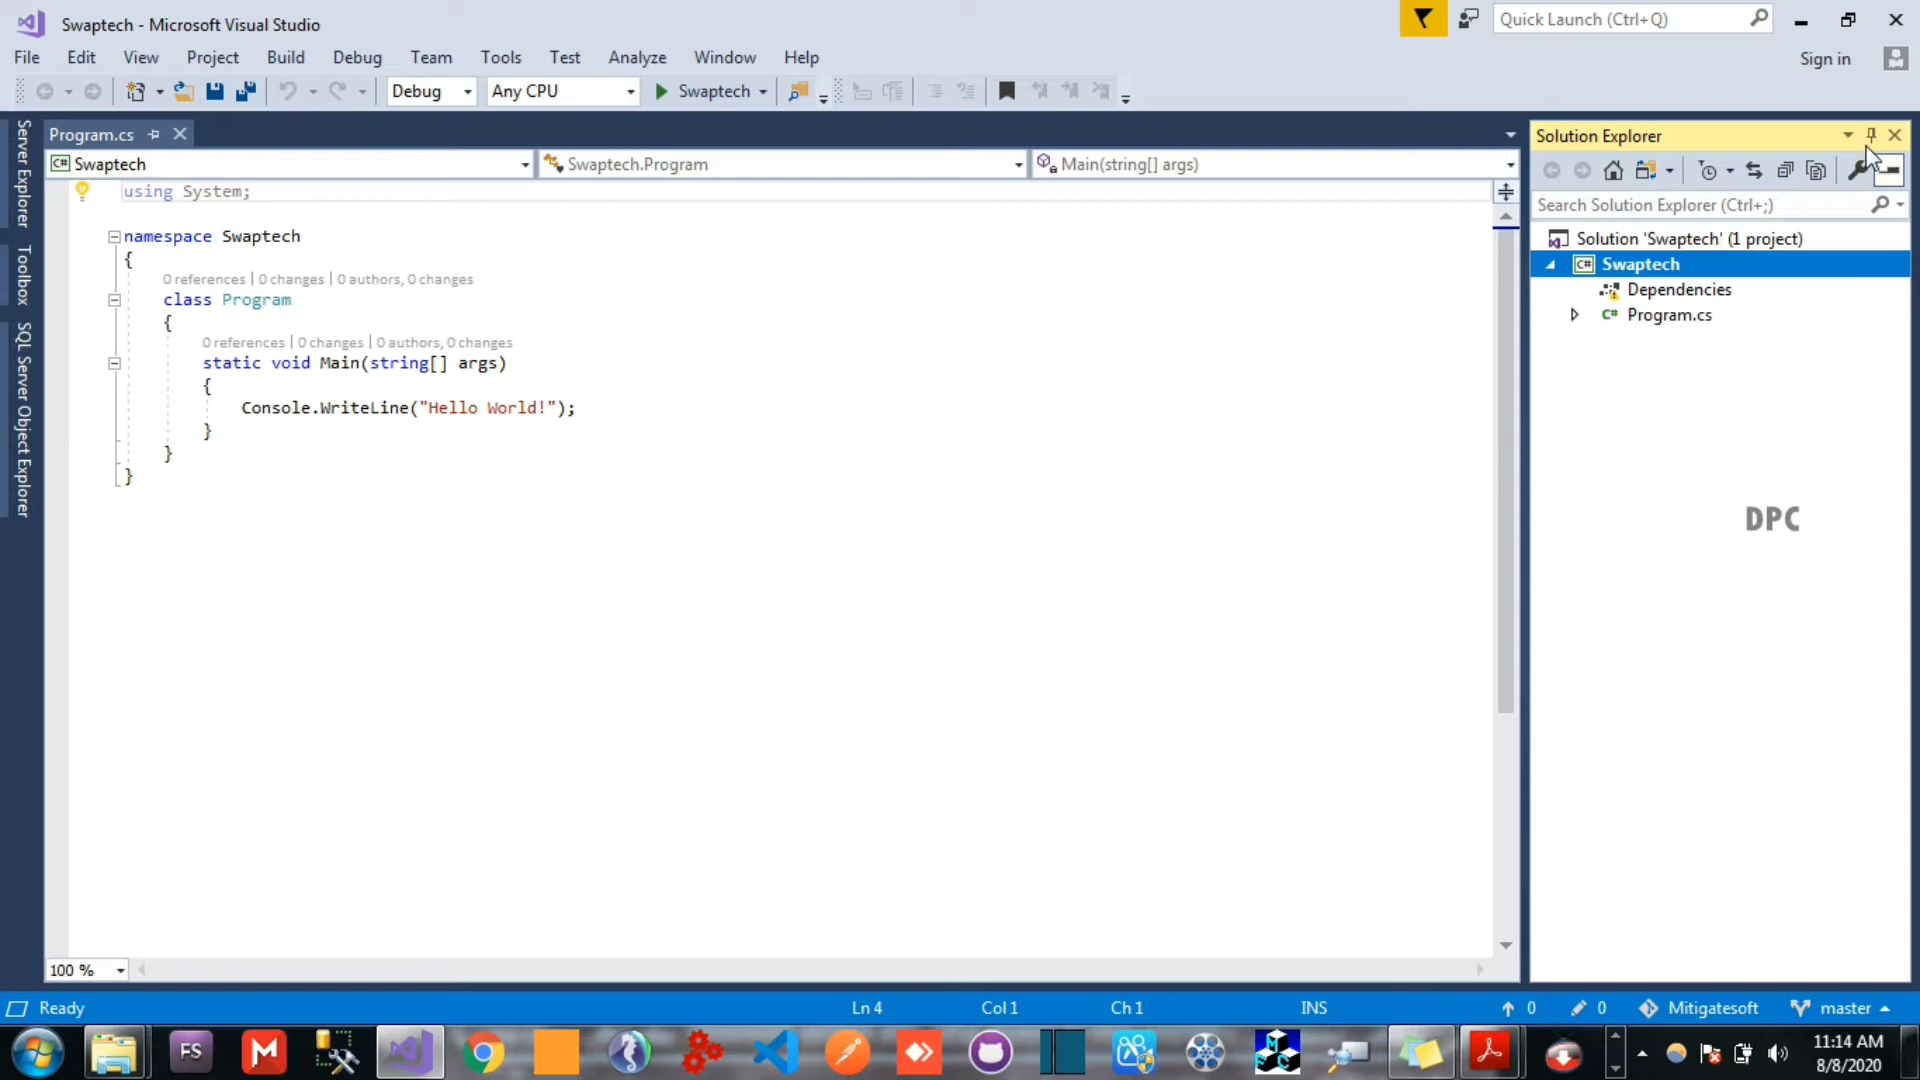 Swaptech - Microsoft Visual Studio
Quick Launch (Ctrl+Q)
File Edit View Project Build Debug Team Tools Test Analyze Window Help
Sign in
Debug Any CPU Swaptech
Server Explorer
Toolbox
SQL Server Object Explorer
Program.cs
C# Swaptech Swaptech.Program Main(string[] args)
using System;
namespace Swaptech
{
0 references | 0 changes | 0 authors, 0 changes
class Program
{
0 references | 0 changes | 0 authors, 0 changes
static void Main(string[] args)
{
Console.WriteLine("Hello World!");
}
}
}
100 %
Solution Explorer
Search Solution Explorer (Ctrl+;)
Solution 'Swaptech' (1 project)
C# Swaptech
Dependencies
C# Program.cs
DPC
Ready Ln 4 Col 1 Ch 1 INS 0 0 Mitigatesoft master
FS
M
MC
11:14 AM
8/8/2020